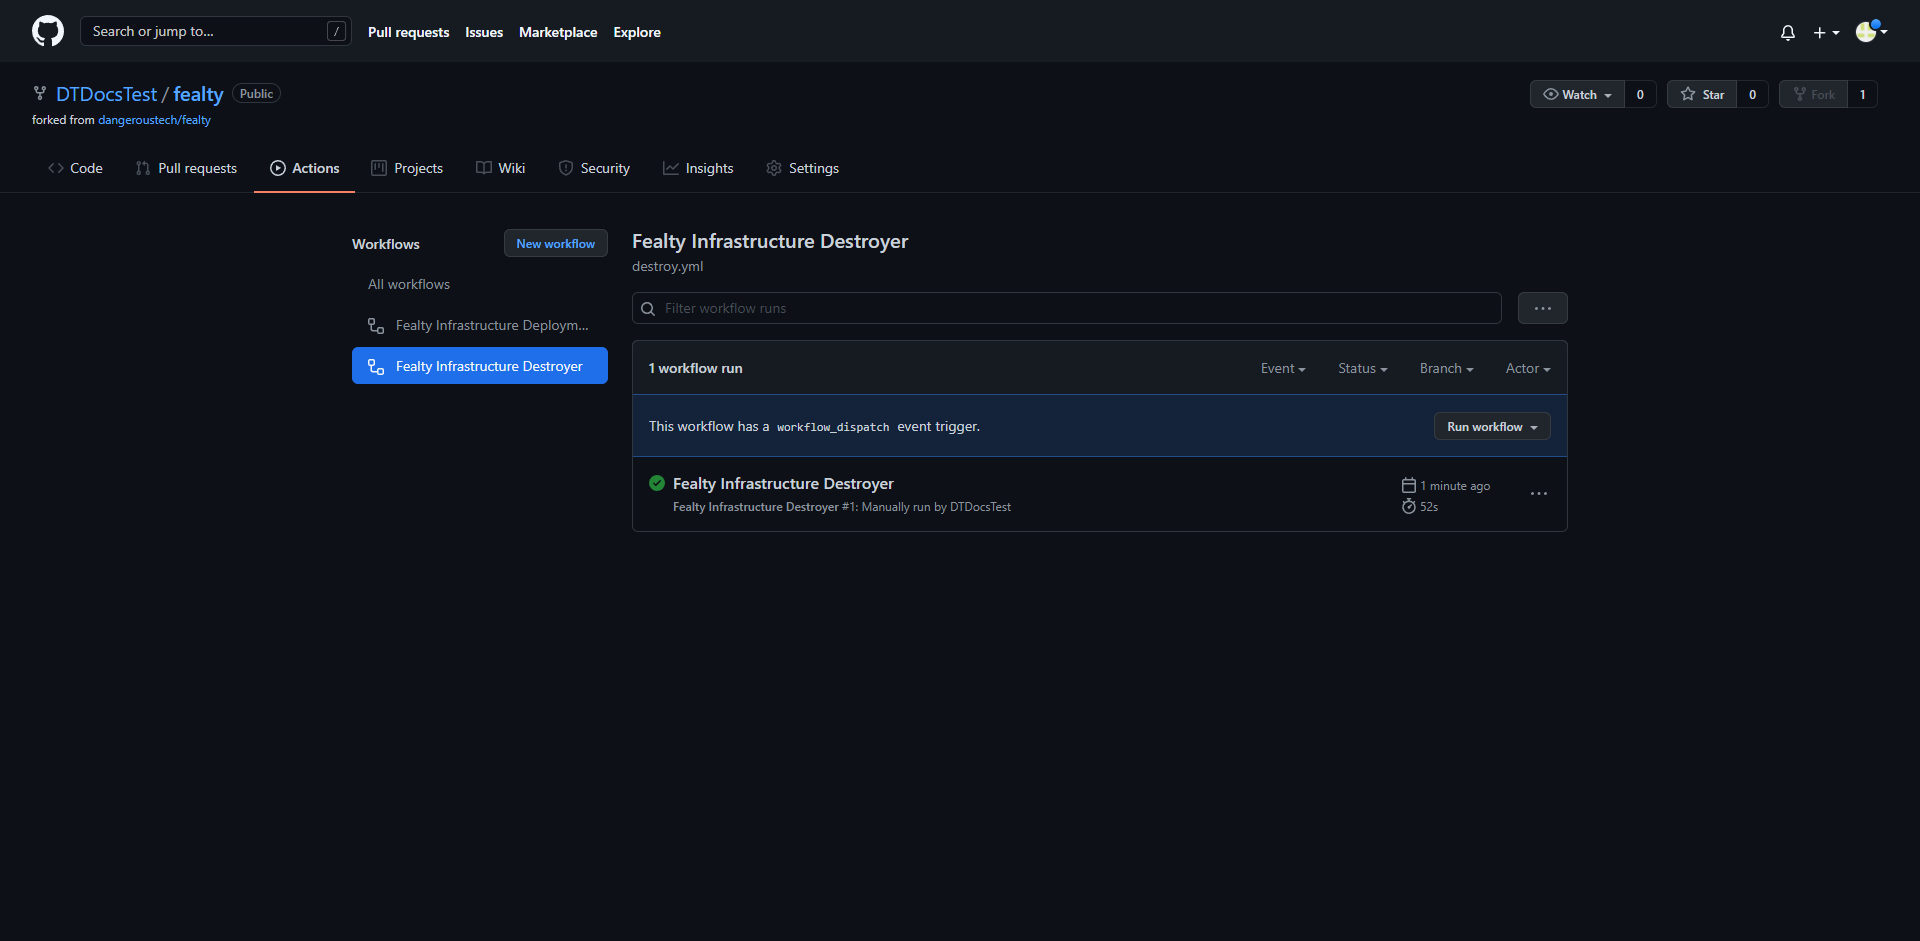 Search or jump to... /
Pull requests Issues Marketplace Explore
DTDocsTest / fealty Public
forked from dangeroustech/fealty
Watch 0 Star 0 Fork 1
Code Pull requests Actions Projects Wiki Security Insights Settings
Workflows
New workflow
All workflows
Fealty Infrastructure Deploym...
Fealty Infrastructure Destroyer
Fealty Infrastructure Destroyer
destroy.yml
Filter workflow runs
1 workflow run Event Status Branch Actor
This workflow has a workflow_dispatch event trigger. Run workflow
Fealty Infrastructure Destroyer
Fealty Infrastructure Destroyer #1: Manually run by DTDocsTest
1 minute ago
52s